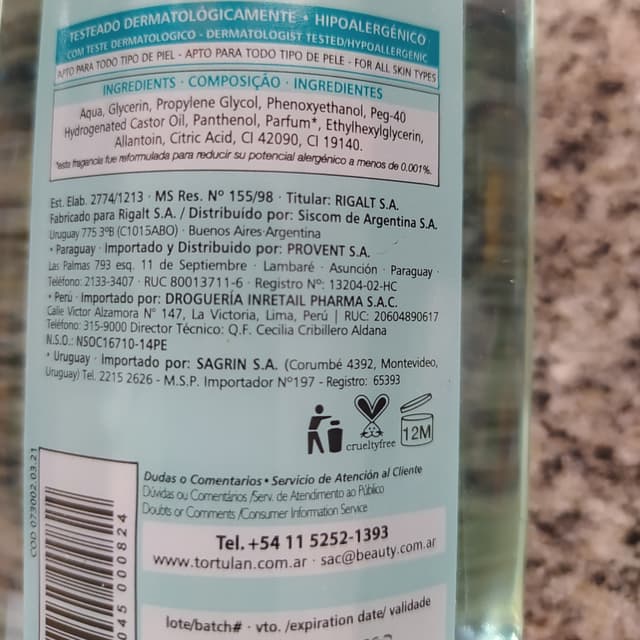 TESTEADO DERMATOLÓGICAMENTE • HIPOALERGÉNICO
COM TESTE DERMATOLOGICO - DERMATOLOGIST TESTED/HYPOALLERGENIC
APTO PARA TODO TIPO DE PIEL - APTO PARA TODO TIPO DE PELE - FOR ALL SKIN TYPES
INGREDIENTS · COMPOSIÇÃO · INGREDIENTES
Aqua, Glycerin, Propylene Glycol, Phenoxyethanol, Peg-40
Hydrogenated Castor Oil, Panthenol, Parfum*, Ethylhexylglycerin,
Allantoin, Citric Acid, CI 42090, CI 19140.
*esta fragancia fue reformulada para reducir su potencial alergénico a menos de 0.001%.
Est. Elab. 2774/1213 · MS Res. Nº 155/98 · Titular: RIGALT S.A.
Fabricado para Rigalt S.A. / Distribuído por: Siscom de Argentina S.A.
Uruguay 775 3ºB (C1015ABO) · Buenos Aires·Argentina
• Paraguay · Importado y Distribuido por: PROVENT S.A.
Las Palmas 793 esq. 11 de Septiembre · Lambaré · Asunción · Paraguay ·
Teléfono: 2133-3407 · RUC 80013711-6 · Registro Nº: 13204-02-HC
• Perú · Importado por: DROGUERÍA INRETAIL PHARMA S.A.C.
Calle Victor Alzamora N° 147, La Victoria, Lima, Perú | RUC: 20604890617
Teléfono: 315-9000 Director Técnico: Q.F. Cecilia Cribillero Aldana
N.S.O.: NSOC16710-14PE
• Uruguay · Importado por: SAGRIN S.A. (Corumbé 4392, Montevideo,
Uruguay) Tel. 2215 2626 - M.S.P. Importador Nº197 - Registro: 65393
crueltyfree
12M
Dudas o Comentarios • Servicio de Atención al Cliente
Dúvidas ou Comentários /Serv. de Atendimento ao Público
Doubts or Comments /Consumer Information Service
Tel. +54 11 5252-1393
www.tortulan.com.ar · sac@beauty.com.ar
lote/batch# · vto. /expiration date/ validade
COD 073002 03.21
045 000824